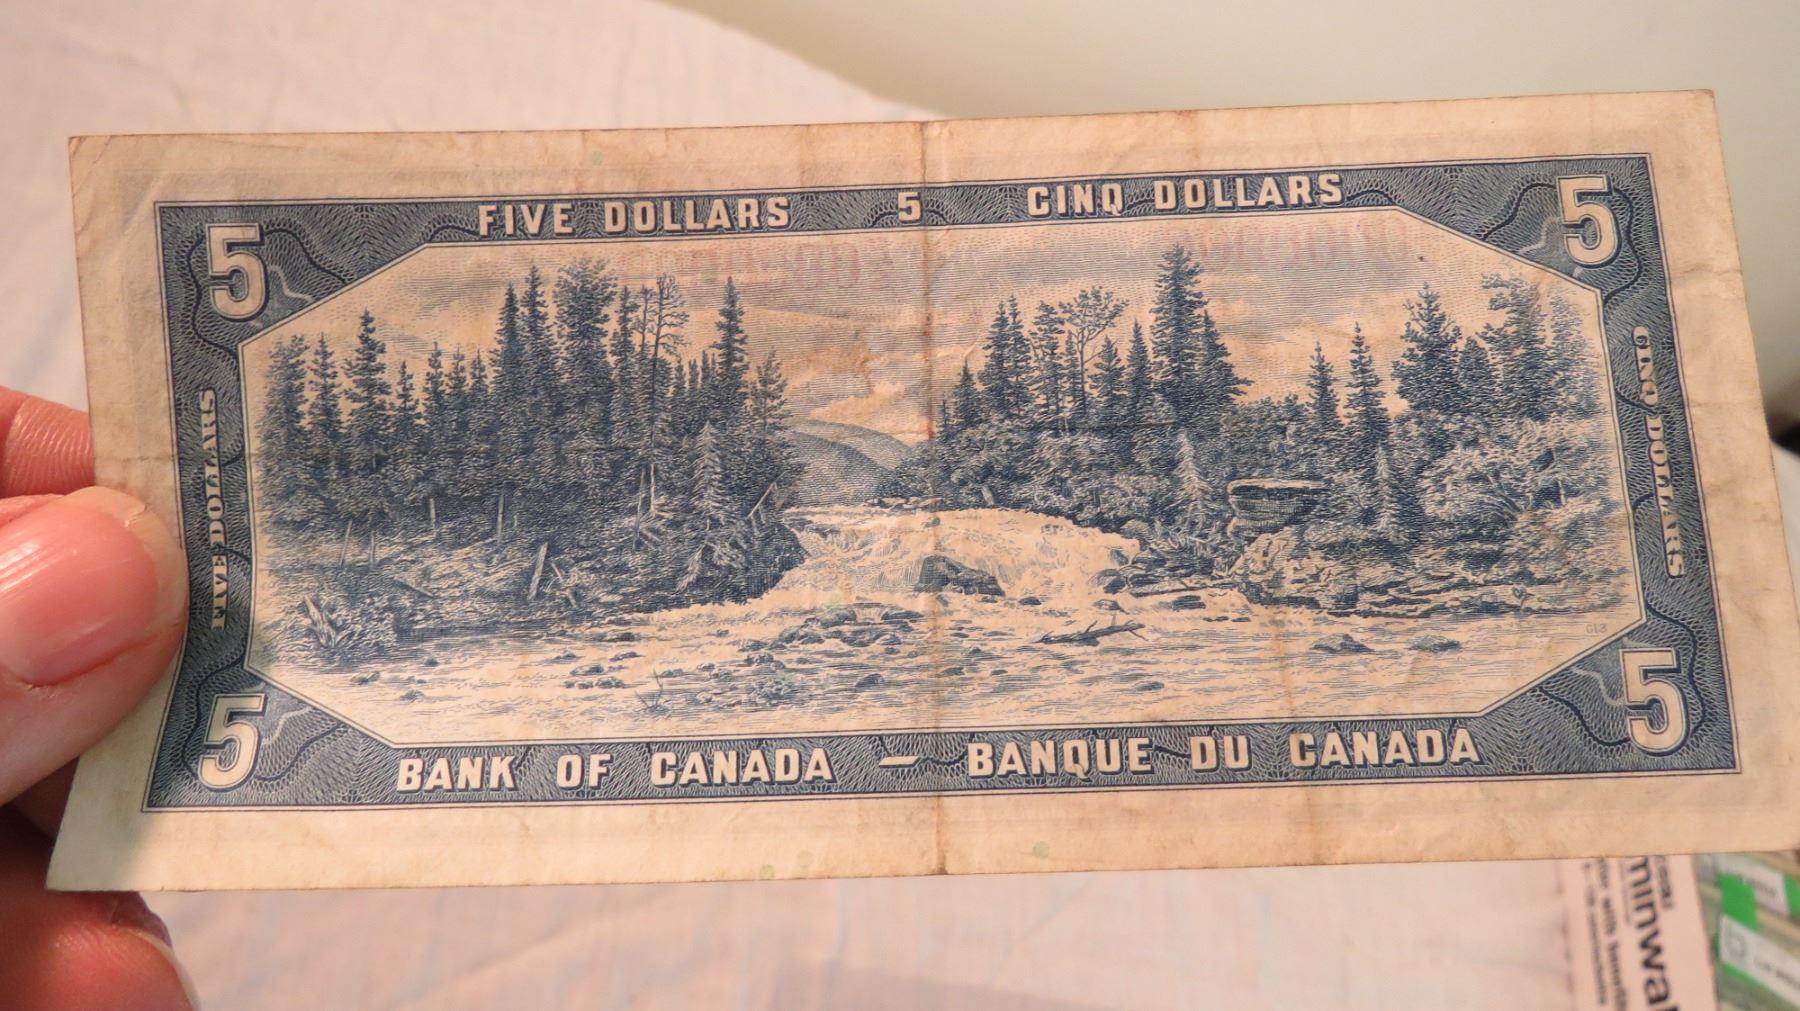 FIVE DOLLARS 5 CINQ DOLLARS
5 5
FIVE DOLLARS
CINQ DOLLARS
5 5
BANK OF CANADA — BANQUE DU CANADA